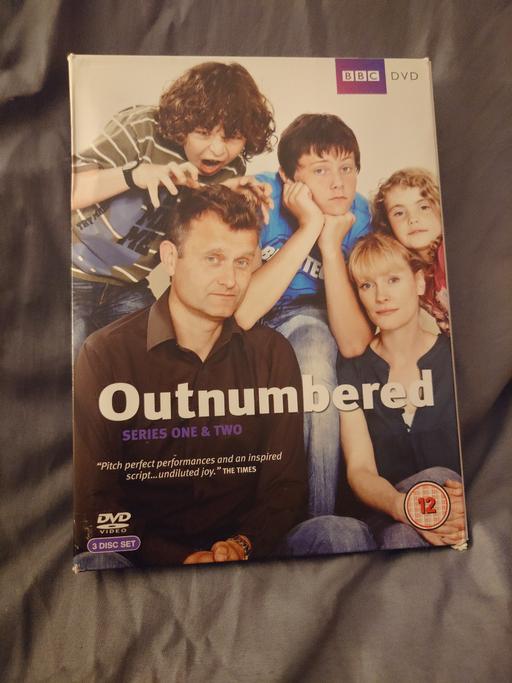 BBC DVD
Outnumbered
SERIES ONE & TWO
"Pitch perfect performances and an inspired
script...undiluted joy." THE TIMES
DVD
VIDEO
3 DISC SET
12